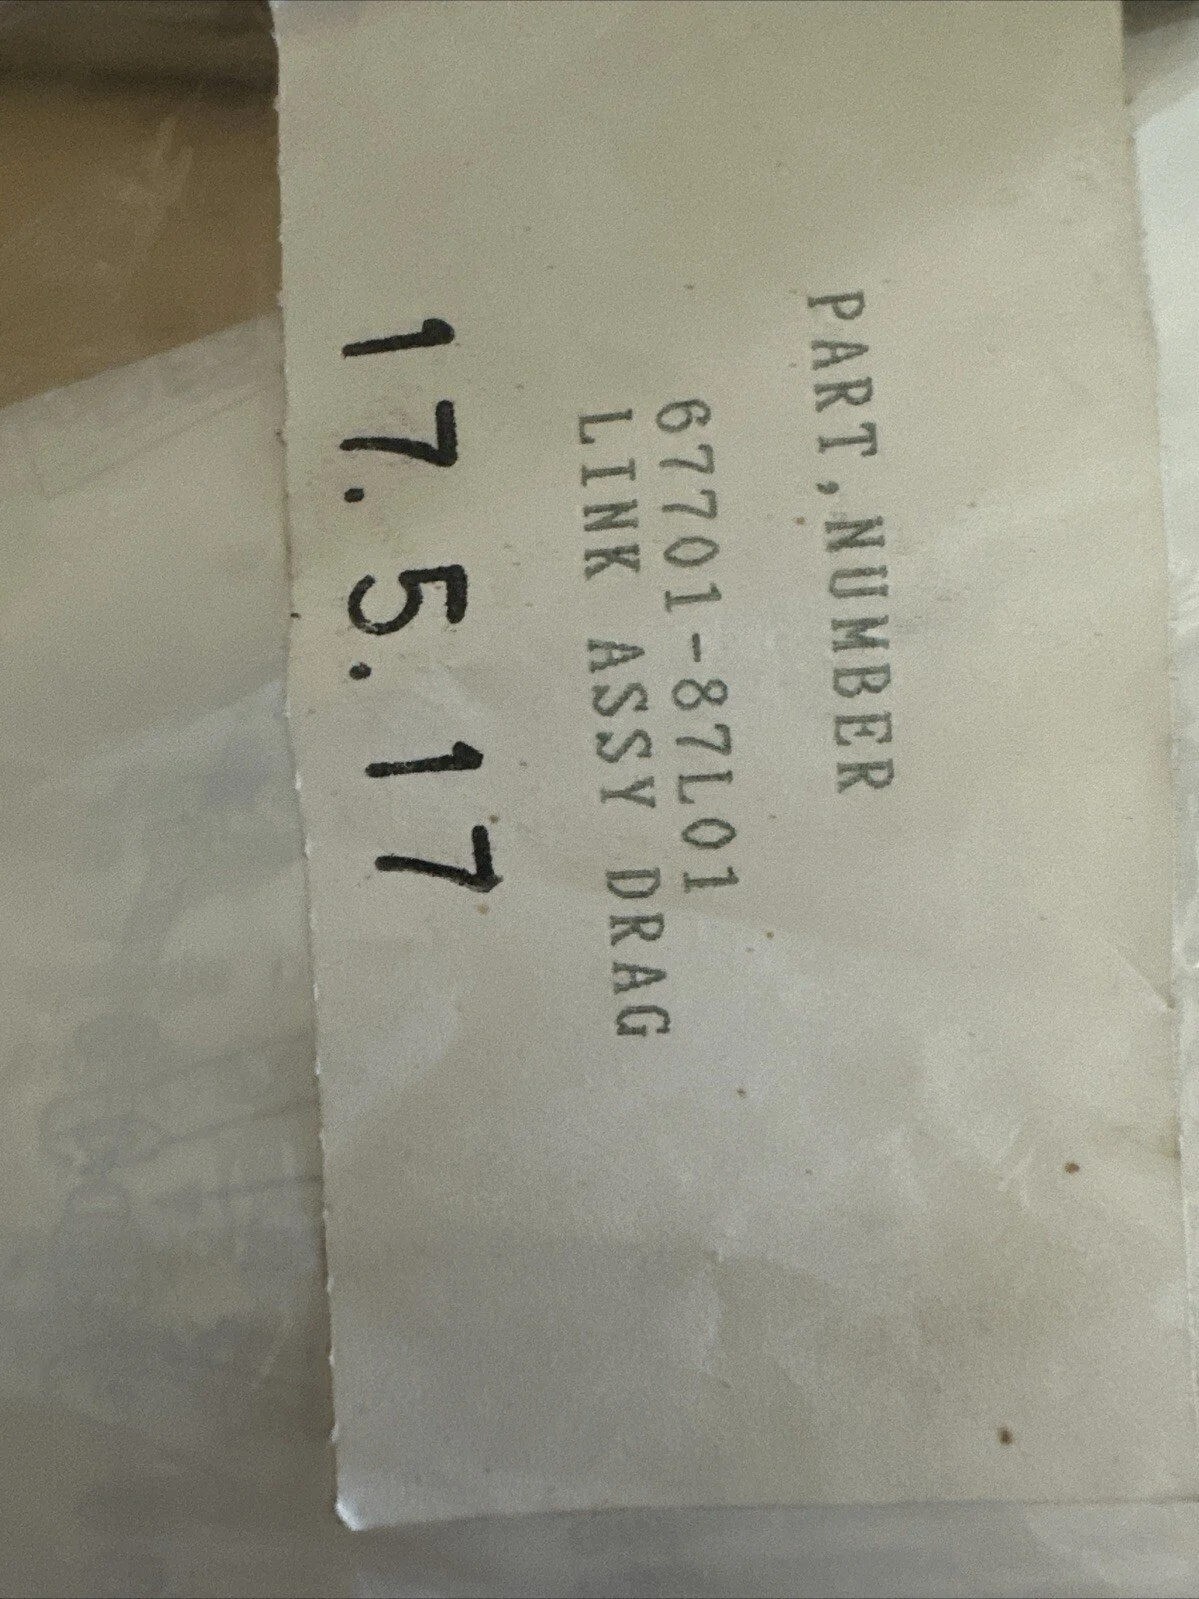 PART,NUMBER
67701-87L01
LINK ASSY DRAG
17.5.17